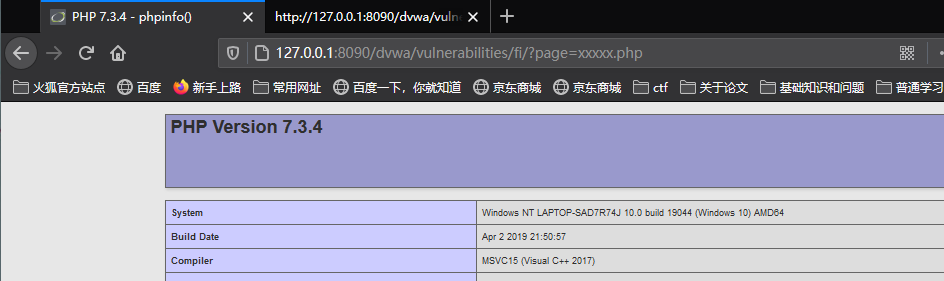 PHP 7.3.4 - phpinfo()
http://127.0.0.1:8090/dvwa/vuln
127.0.0.1:8090/dvwa/vulnerabilities/fi/?page=xxxxx.php
火狐官方站点 百度 新手上路 常用网址 百度一下，你就知道 京东商城 京东商城 ctf 关于论文 基础知识和问题 普通学习
PHP Version 7.3.4
System Windows NT LAPTOP-SAD7R74J 10.0 build 19044 (Windows 10) AMD64
Build Date Apr 2 2019 21:50:57
Compiler MSVC15 (Visual C++ 2017)